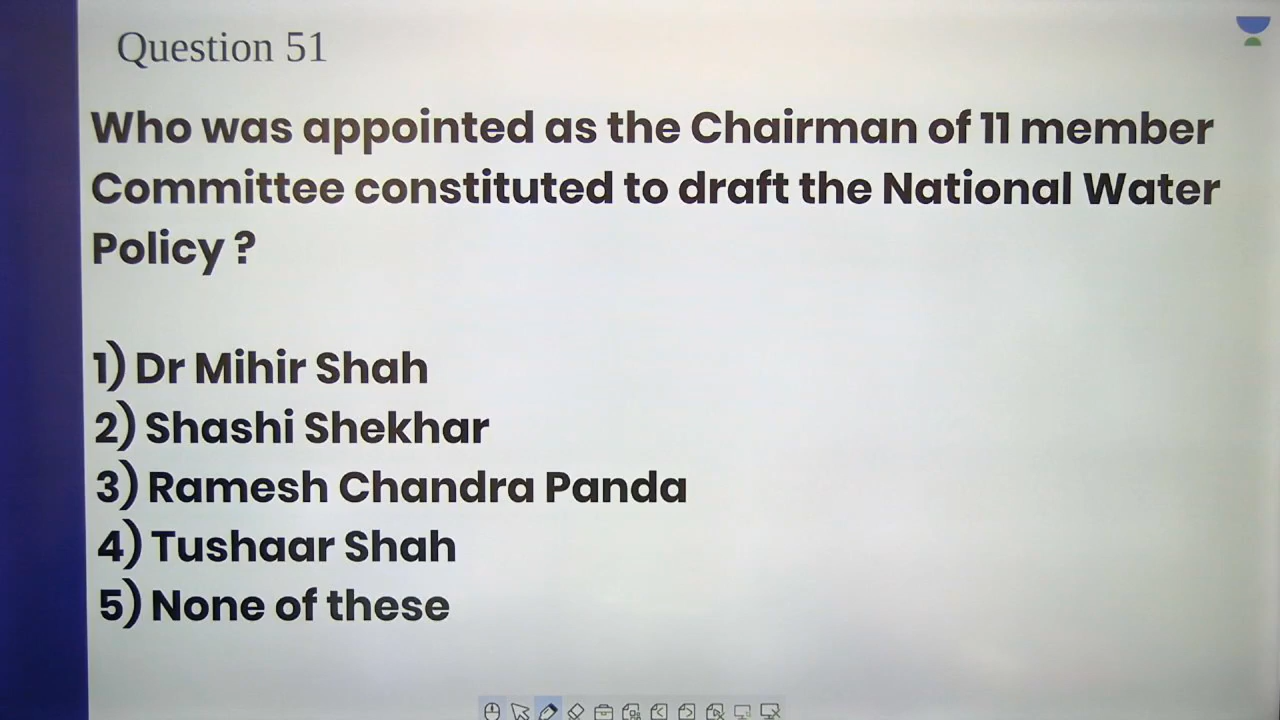 Question 51
Who was appointed as the Chairman of 11 member
Committee constituted to draft the National Water
Policy ?
1) Dr Mihir Shah
2) Shashi Shekhar
3) Ramesh Chandra Panda
4) Tushaar Shah
5) None of these